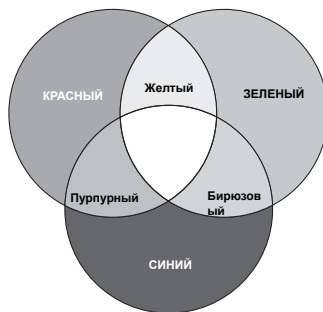 Желтый
КРАСНЫЙ
ЗЕЛЕНЫЙ
Пурпурный
Бирюзов
ый
СИНИЙ